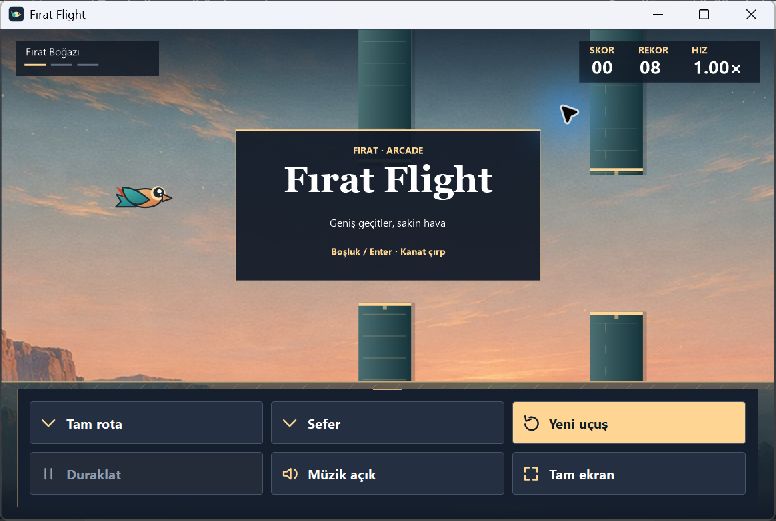 Fırat Flight
Fırat Boğazı
SKOR REKOR HIZ
00 08 1.00×
FIRAT · ARCADE
Fırat Flight
Geniş geçitler, sakin hava
Boşluk / Enter · Kanat çırp
Tam rota
Sefer
Yeni uçuş
Duraklat
Müzik açık
Tam ekran